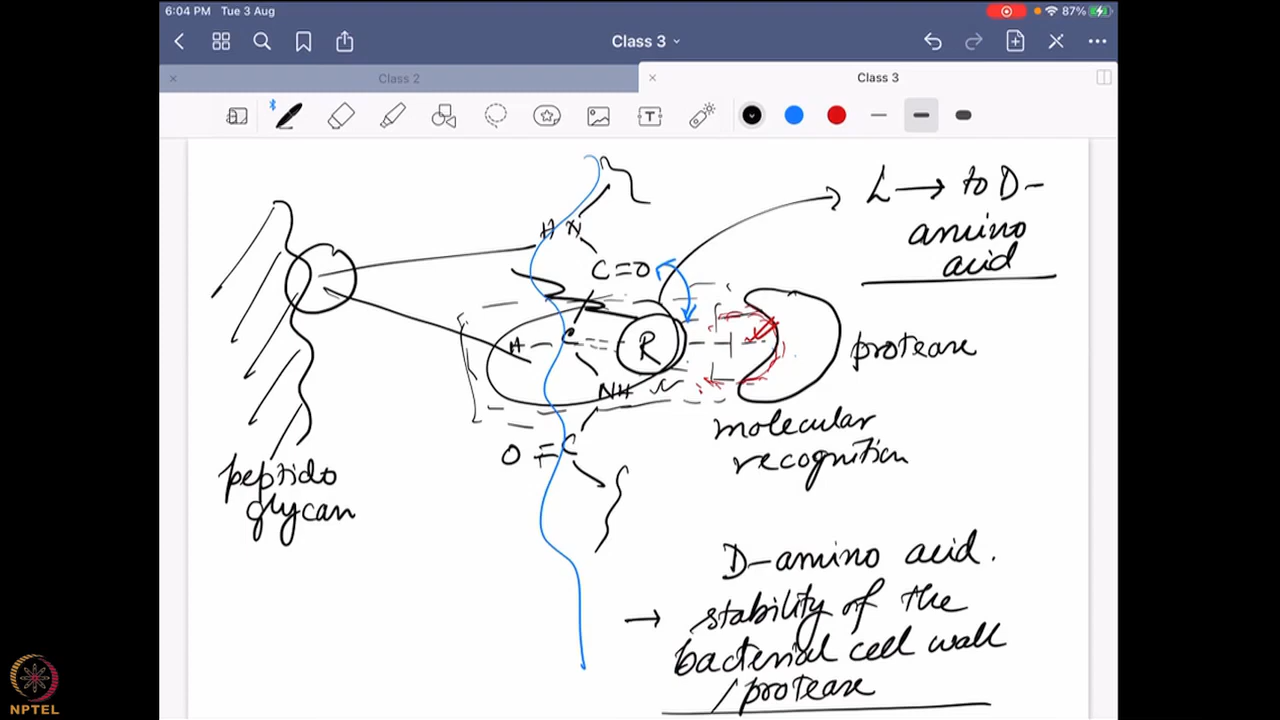 6:04 PM Tue 3 Aug
87%
Class 3
Class 2
Class 3
T
L → to D-
amino
acid
H N
C=O
H
R
NH
O=C
protease
molecular
recognition
peptido
glycan
D-amino acid.
→ stability of the
bacterial cell wall
/protease
NPTEL